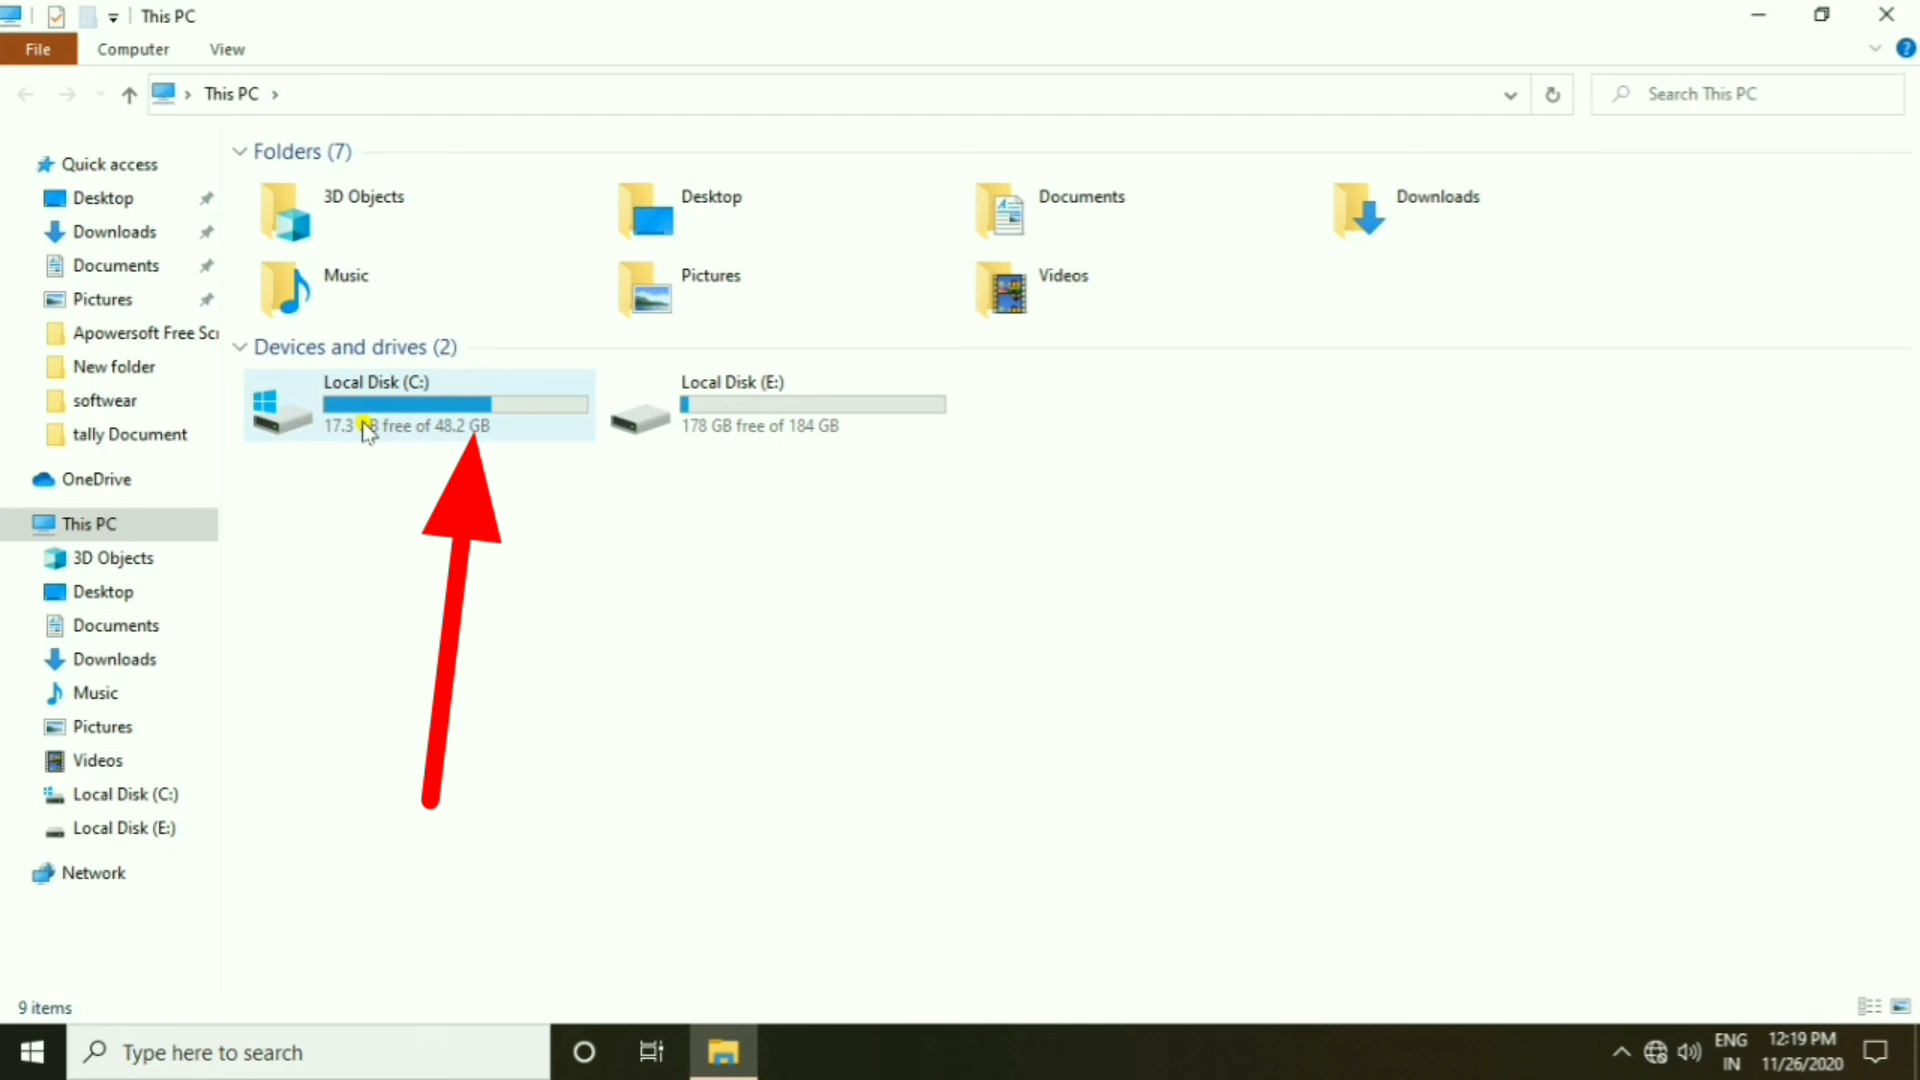 This PC
File Computer View
This PC
Search This PC
Quick access
Desktop
Downloads
Documents
Pictures
Apowersoft Free Scr
New folder
softwear
tally Document
OneDrive
This PC
3D Objects
Desktop
Documents
Downloads
Music
Pictures
Videos
Local Disk (C:)
Local Disk (E:)
Network
Folders (7)
3D Objects
Desktop
Documents
Downloads
Music
Pictures
Videos
Devices and drives (2)
Local Disk (C:)
17.3 GB free of 48.2 GB
Local Disk (E:)
178 GB free of 184 GB
9 items
Type here to search
ENG
IN
12:19 PM
11/26/2020